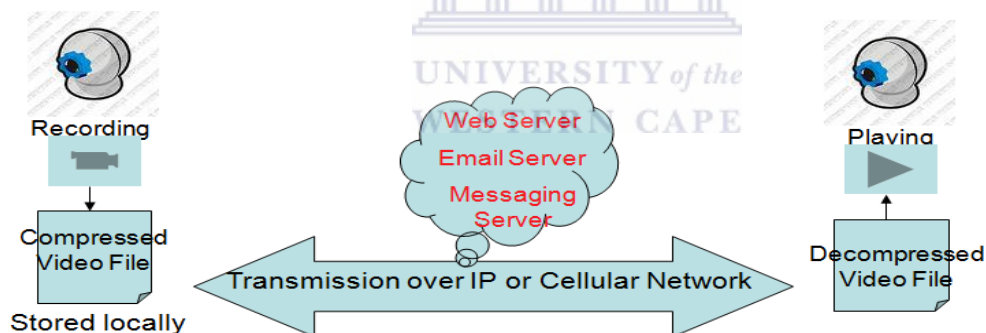 UNIVERSITY of the
WESTERN CAPE
Recording
Compressed
Video File
Stored locally
Web Server
Email Server
Messaging
Server
Transmission over IP or Cellular Network
Playing
Decompressed
Video File